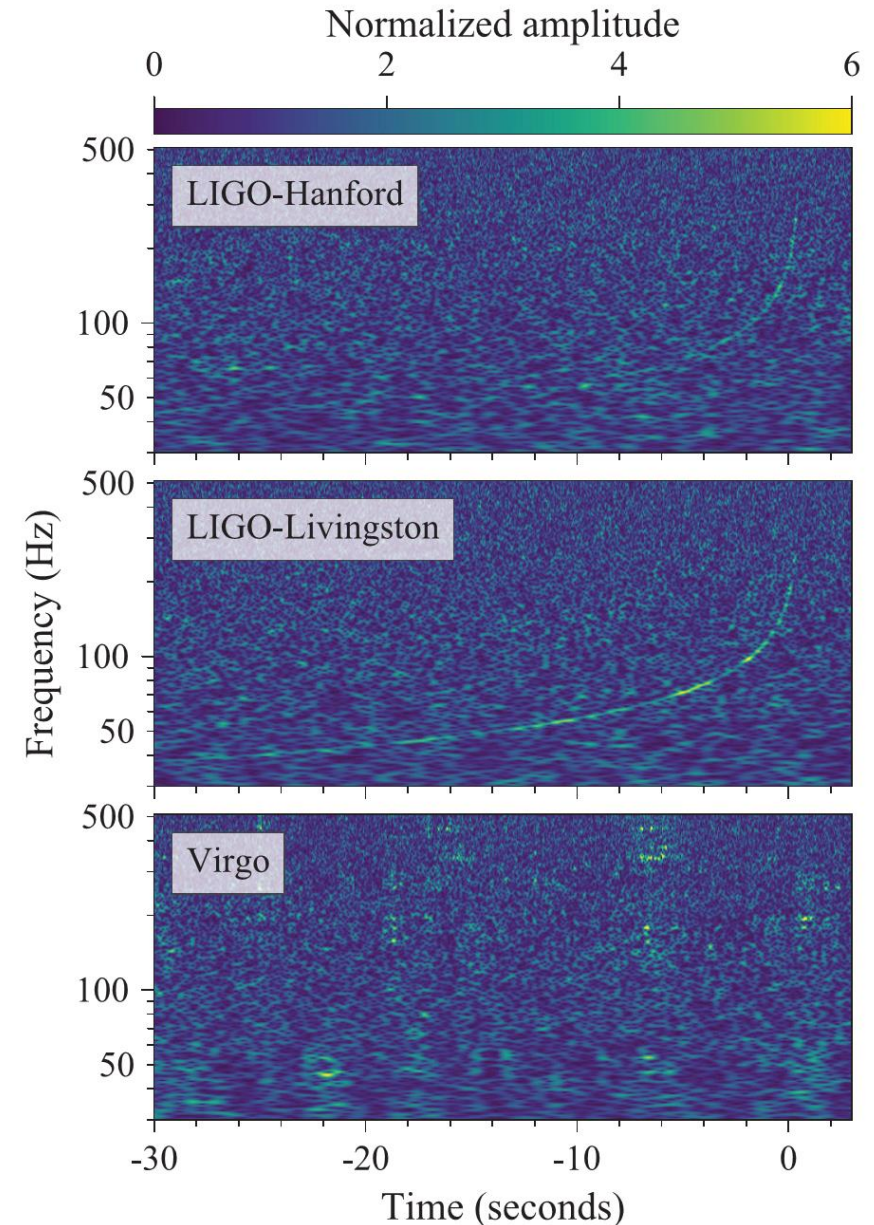 Normalized amplitude
0 2 4 6
500
LIGO-Hanford
100
50
500
LIGO-Livingston
100
50
Frequency (Hz)
500
Virgo
100
50
-30 -20 -10 0
Time (seconds)